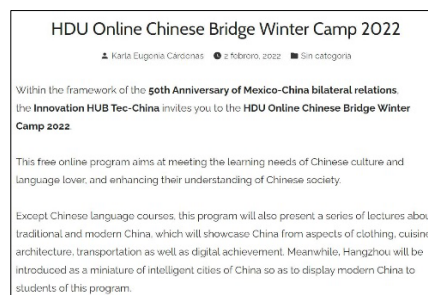 HDU Online Chinese Bridge Winter Camp 2022
Karla Eugenia Cárdenas 2 febrero, 2022 Sin categoría
Within the framework of the 50th Anniversary of Mexico-China bilateral relations,
the Innovation HUB Tec-China invites you to the HDU Online Chinese Bridge Winter
Camp 2022.
This free online program aims at meeting the learning needs of Chinese culture and
language lover, and enhancing their understanding of Chinese society.
Except Chinese language courses, this program will also present a series of lectures abou
traditional and modern China, which will showcase China from aspects of clothing, cuisine
architecture, transportation as well as digital achievement. Meanwhile, Hangzhou will be
introduced as a miniature of intelligent cities of China so as to display modern China to
students of this program.